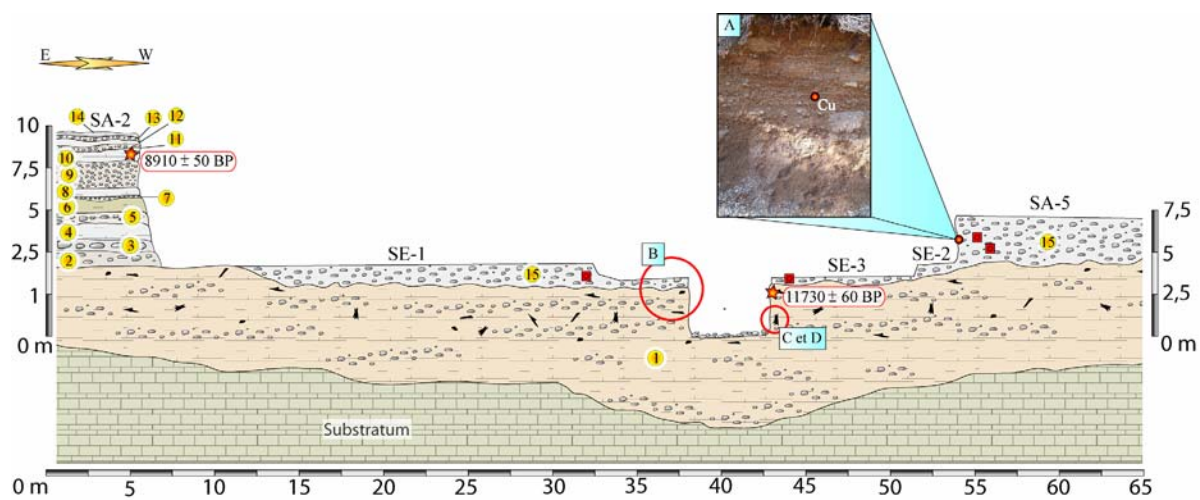 E W
A
Cu
14 SA-2 13 12
11
10
8910 ± 50 BP
9
8
7
6
5
4
3
2
10
7,5
5
2,5
1
0 m
SE-1
15
B
SE-3
SE-2
SA-5
15
11730 ± 60 BP
C et D
1
7,5
5
2,5
0 m
Substratum
0 m 5 10 15 20 25 30 35 40 45 50 55 60 65